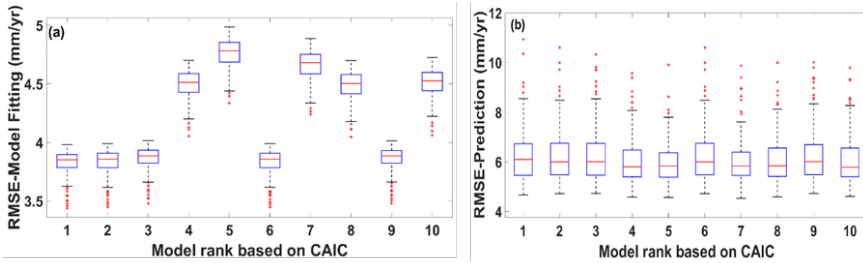 (a)
RMSE-Model Fitting (mm/yr)
5
4.5
4
3.5
1 2 3 4 5 6 7 8 9 10
Model rank based on CAIC
(b)
RMSE-Prediction (mm/yr)
12
10
8
6
4
1 2 3 4 5 6 7 8 9 10
Model rank based on CAIC